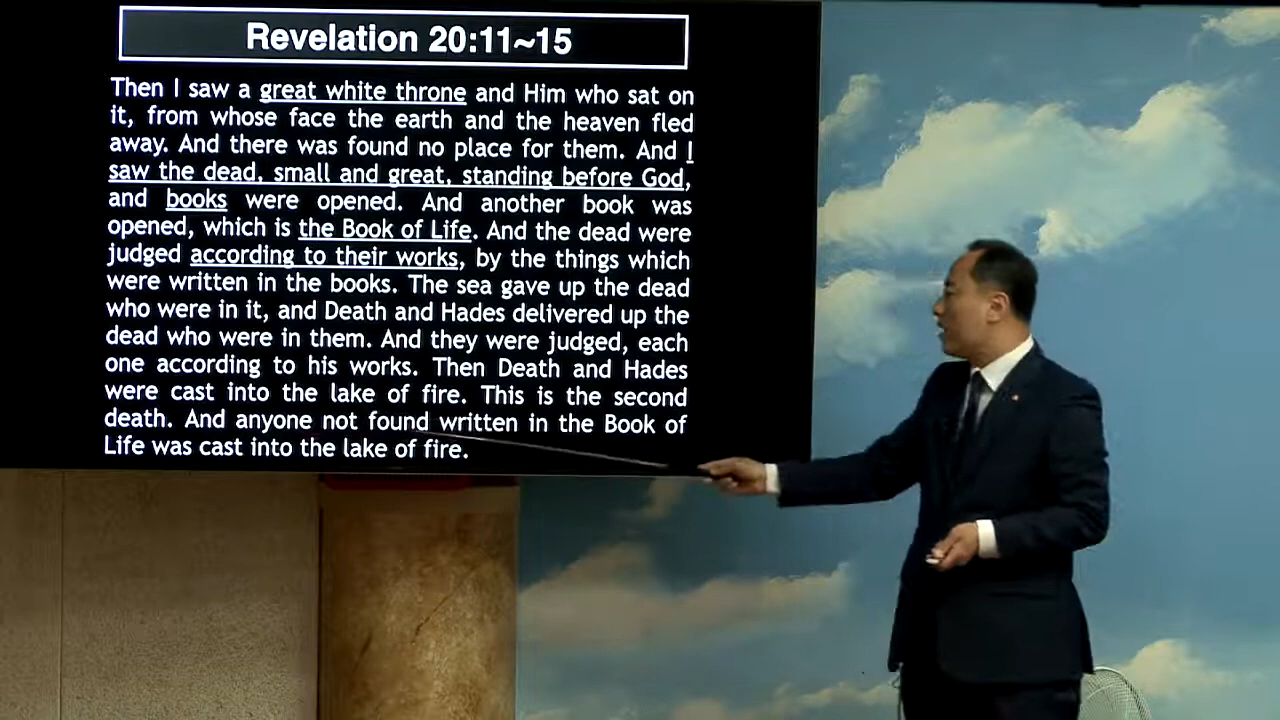 Revelation 20:11~15
Then I saw a great white throne and Him who sat on
it, from whose face the earth and the heaven fled
away. And there was found no place for them. And I
saw the dead, small and great, standing before God,
and books were opened. And another book was
opened, which is the Book of Life. And the dead were
judged according to their works, by the things which
were written in the books. The sea gave up the dead
who were in it, and Death and Hades delivered up the
dead who were in them. And they were judged, each
one according to his works. Then Death and Hades
were cast into the lake of fire. This is the second
death. And anyone not found written in the Book of
Life was cast into the lake of fire.